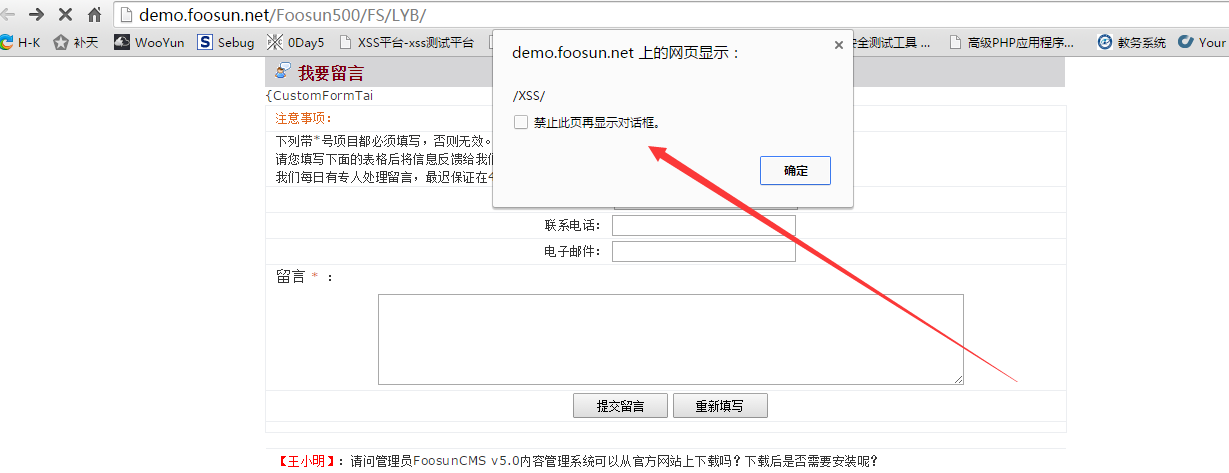 demo.foosun.net/Foosun500/FS/LYB/
H-K 补天 WooYun Sebug 0Day5 XSS平台-xss测试平台 安全测试工具 ... 高级PHP应用程序... 教务系统 Your
demo.foosun.net 上的网页显示：
/XSS/
禁止此页再显示对话框。
确定
我要留言
{CustomFormTai
注意事项:
下列带*号项目都必须填写，否则无效。
请您填写下面的表格后将信息反馈给我们
我们每日有专人处理留言，最迟保证在
联系电话：
电子邮件：
留言 * ：
提交留言 重新填写
【王小明】：请问管理员FoosunCMS v5.0内容管理系统可以从官方网站上下载吗？下载后是否需要安装呢？